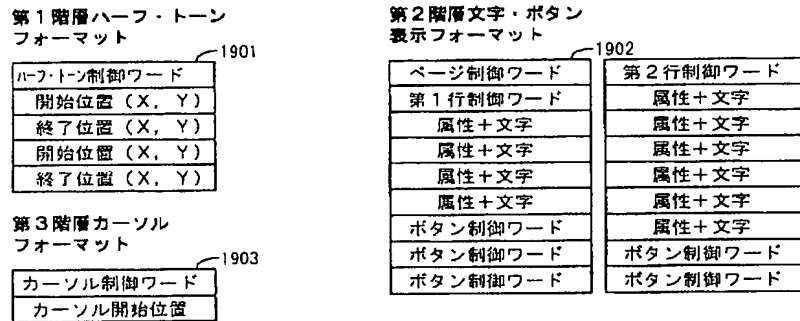 第1階層ハーフ・トーン
フォーマット
1901
ハーフ・トーン制御ワード
開始位置（X，Y）
終了位置（X，Y）
開始位置（X，Y）
終了位置（X，Y）
第3階層カーソル
フォーマット
1903
カーソル制御ワード
カーソル開始位置
第2階層文字・ボタン
表示フォーマット
1902
ページ制御ワード
第1行制御ワード
属性＋文字
属性＋文字
属性＋文字
属性＋文字
ボタン制御ワード
ボタン制御ワード
ボタン制御ワード
第2行制御ワード
属性＋文字
属性＋文字
属性＋文字
属性＋文字
属性＋文字
属性＋文字
ボタン制御ワード
ボタン制御ワード